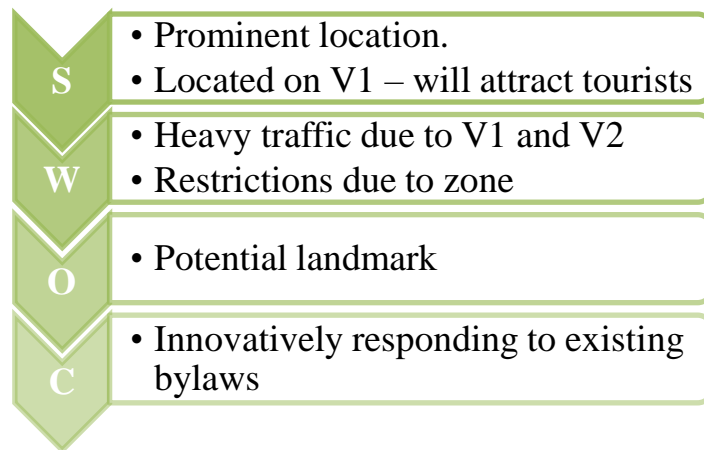 S
• Prominent location.
• Located on V1 – will attract tourists
W
• Heavy traffic due to V1 and V2
• Restrictions due to zone
O
• Potential landmark
C
• Innovatively responding to existing
bylaws